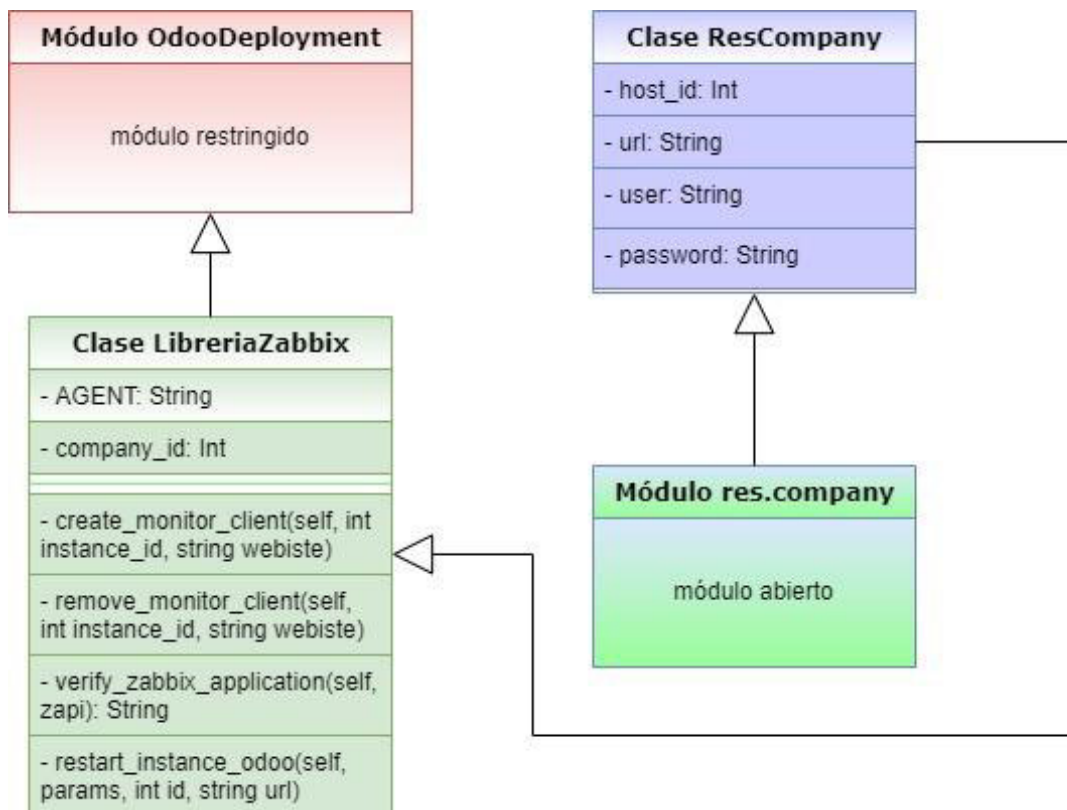 Módulo OdooDeployment
módulo restringido
Clase ResCompany
- host_id: Int
- url: String
- user: String
- password: String
Clase LibreriaZabbix
- AGENT: String
- company_id: Int
- create_monitor_client(self, int
instance_id, string webiste)
- remove_monitor_client(self,
int instance_id, string webiste)
- verify_zabbix_application(self,
zapi): String
- restart_instance_odoo(self,
params, int id, string url)
Módulo res.company
módulo abierto